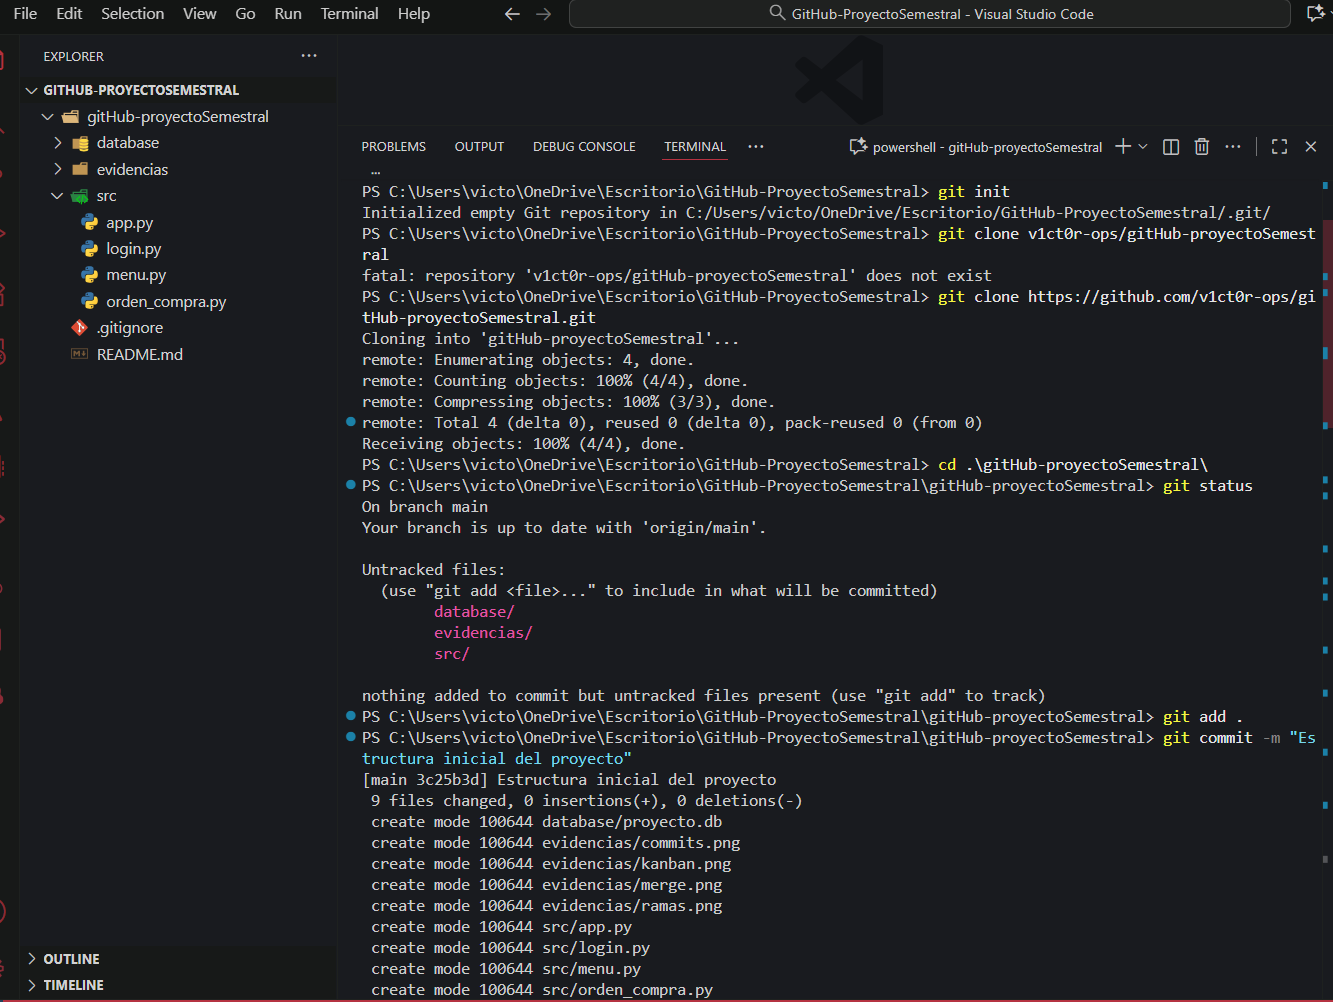 File Edit Selection View Go Run Terminal Help
GitHub-ProyectoSemestral - Visual Studio Code
EXPLORER
GITHUB-PROYECTOSEMESTRAL
gitHub-proyectoSemestral
database
evidencias
src
app.py
login.py
menu.py
orden_compra.py
.gitignore
README.md
OUTLINE
TIMELINE
PROBLEMS OUTPUT DEBUG CONSOLE TERMINAL
powershell - gitHub-proyectoSemestral
PS C:\Users\victo\OneDrive\Escritorio\GitHub-ProyectoSemestral> git init
Initialized empty Git repository in C:/Users/victo/OneDrive/Escritorio/GitHub-ProyectoSemestral/.git/
PS C:\Users\victo\OneDrive\Escritorio\GitHub-ProyectoSemestral> git clone v1ct0r-ops/gitHub-proyectoSemest
ral
fatal: repository 'v1ct0r-ops/gitHub-proyectoSemestral' does not exist
PS C:\Users\victo\OneDrive\Escritorio\GitHub-ProyectoSemestral> git clone https://github.com/v1ct0r-ops/gi
tHub-proyectoSemestral.git
Cloning into 'gitHub-proyectoSemestral'...
remote: Enumerating objects: 4, done.
remote: Counting objects: 100% (4/4), done.
remote: Compressing objects: 100% (3/3), done.
remote: Total 4 (delta 0), reused 0 (delta 0), pack-reused 0 (from 0)
Receiving objects: 100% (4/4), done.
PS C:\Users\victo\OneDrive\Escritorio\GitHub-ProyectoSemestral> cd .\gitHub-proyectoSemestral\
PS C:\Users\victo\OneDrive\Escritorio\GitHub-ProyectoSemestral\gitHub-proyectoSemestral> git status
On branch main
Your branch is up to date with 'origin/main'.
Untracked files:
(use "git add <file>..." to include in what will be committed)
database/
evidencias/
src/
nothing added to commit but untracked files present (use "git add" to track)
PS C:\Users\victo\OneDrive\Escritorio\GitHub-ProyectoSemestral\gitHub-proyectoSemestral> git add .
PS C:\Users\victo\OneDrive\Escritorio\GitHub-ProyectoSemestral\gitHub-proyectoSemestral> git commit -m "Es
tructura inicial del proyecto"
[main 3c25b3d] Estructura inicial del proyecto
9 files changed, 0 insertions(+), 0 deletions(-)
create mode 100644 database/proyecto.db
create mode 100644 evidencias/commits.png
create mode 100644 evidencias/kanban.png
create mode 100644 evidencias/merge.png
create mode 100644 evidencias/ramas.png
create mode 100644 src/app.py
create mode 100644 src/login.py
create mode 100644 src/menu.py
create mode 100644 src/orden_compra.py